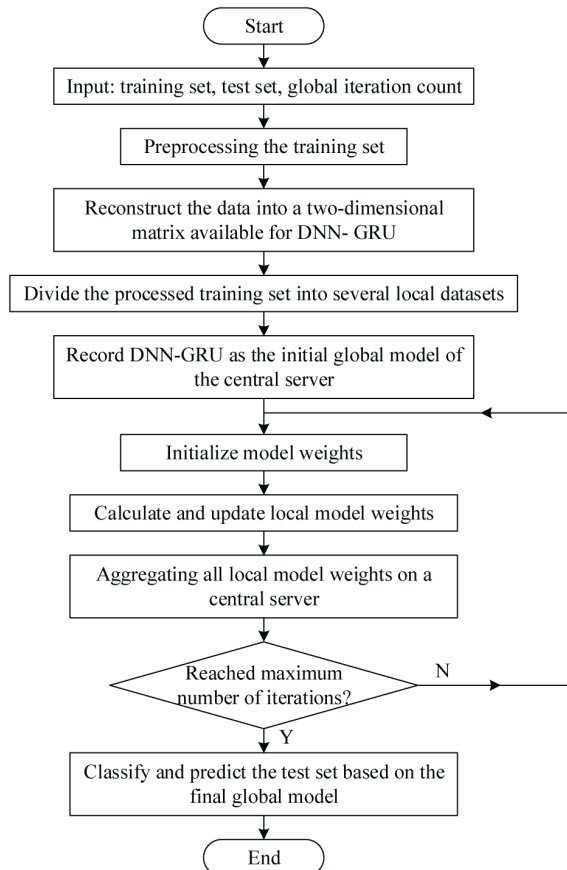 Start
Input: training set, test set, global iteration count
Preprocessing the training set
Reconstruct the data into a two-dimensional
matrix available for DNN- GRU
Divide the processed training set into several local datasets
Record DNN-GRU as the initial global model of
the central server
Initialize model weights
Calculate and update local model weights
Aggregating all local model weights on a
central server
Reached maximum
number of iterations?
N
Y
Classify and predict the test set based on the
final global model
End